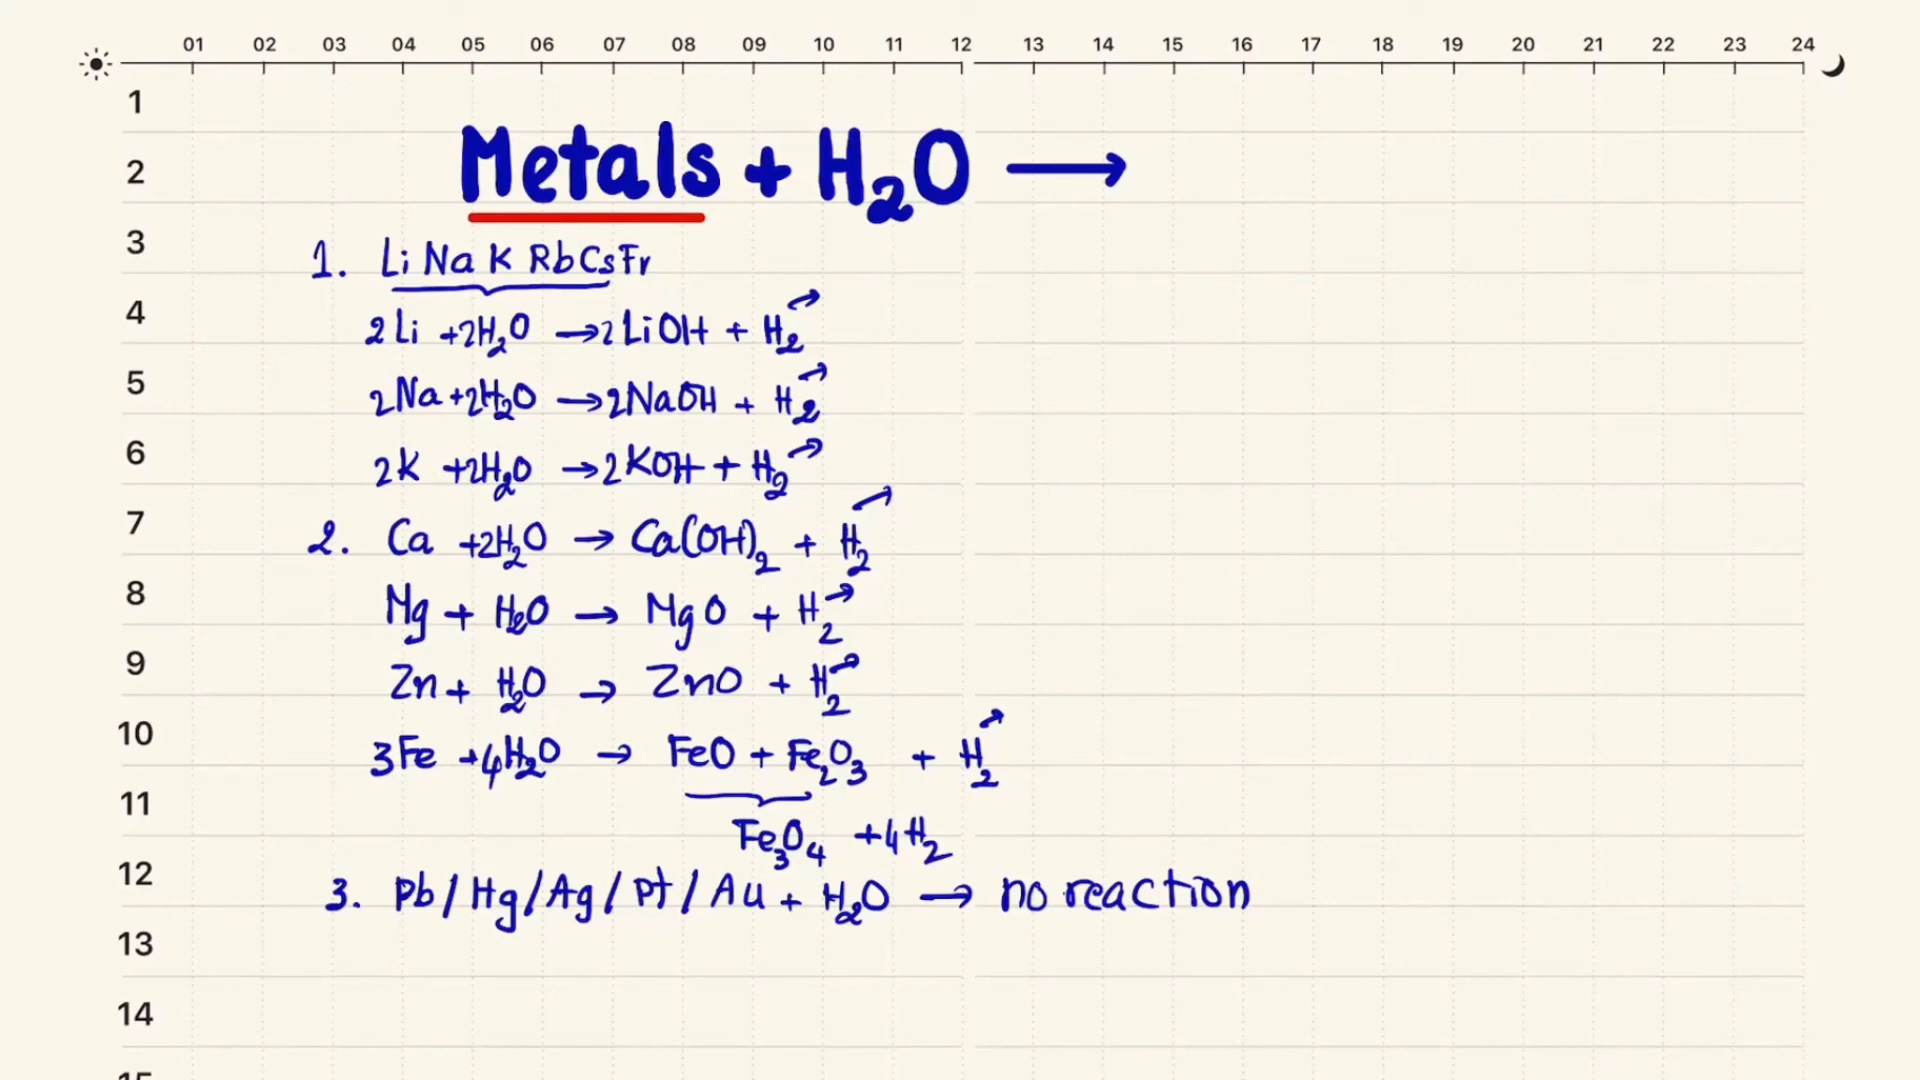 01 02 03 04 05 06 07 08 09 10 11 12 13 14 15 16 17 18 19 20 21 22 23 24
1
2 Metals + H₂O ⟶
3 1. Li Na K Rb Cs Fr
4 2Li + 2H₂O → 2LiOH + H₂↗
5 2Na + 2H₂O → 2NaOH + H₂↗
6 2K + 2H₂O → 2KOH + H₂↗
7 2. Ca + 2H₂O → Ca(OH)₂ + H₂↗
8 Mg + H₂O → MgO + H₂↗
9 Zn + H₂O → ZnO + H₂↗
10 3Fe + 4H₂O → FeO + Fe₂O₃ + H₂↗
11 Fe₃O₄ + 4H₂
12 3. Pb/Hg/Ag/Pt/Au + H₂O → no reaction
13
14
15